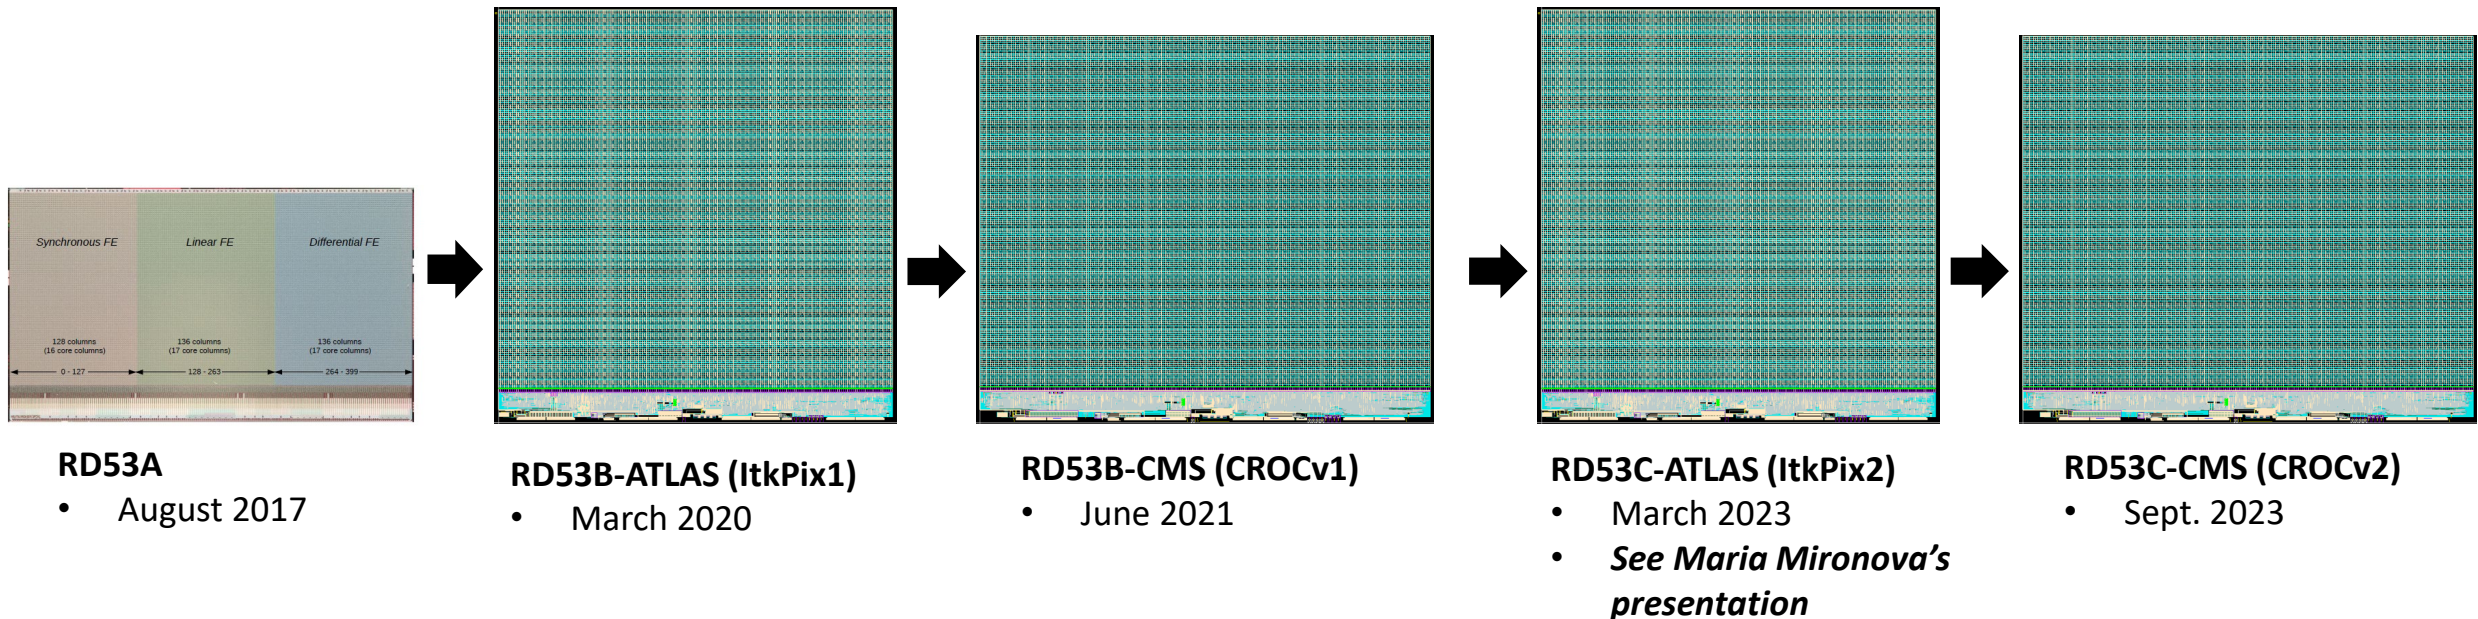 Synchronous FE
Linear FE
Differential FE
128 columns
(16 core columns)
136 columns
(17 core columns)
136 columns
(17 core columns)
0 - 127
128 - 263
264 - 399
RD53A
• August 2017
RD53B-ATLAS (ItkPix1)
• March 2020
RD53B-CMS (CROCv1)
• June 2021
RD53C-ATLAS (ItkPix2)
• March 2023
• See Maria Mironova’s
presentation
RD53C-CMS (CROCv2)
• Sept. 2023